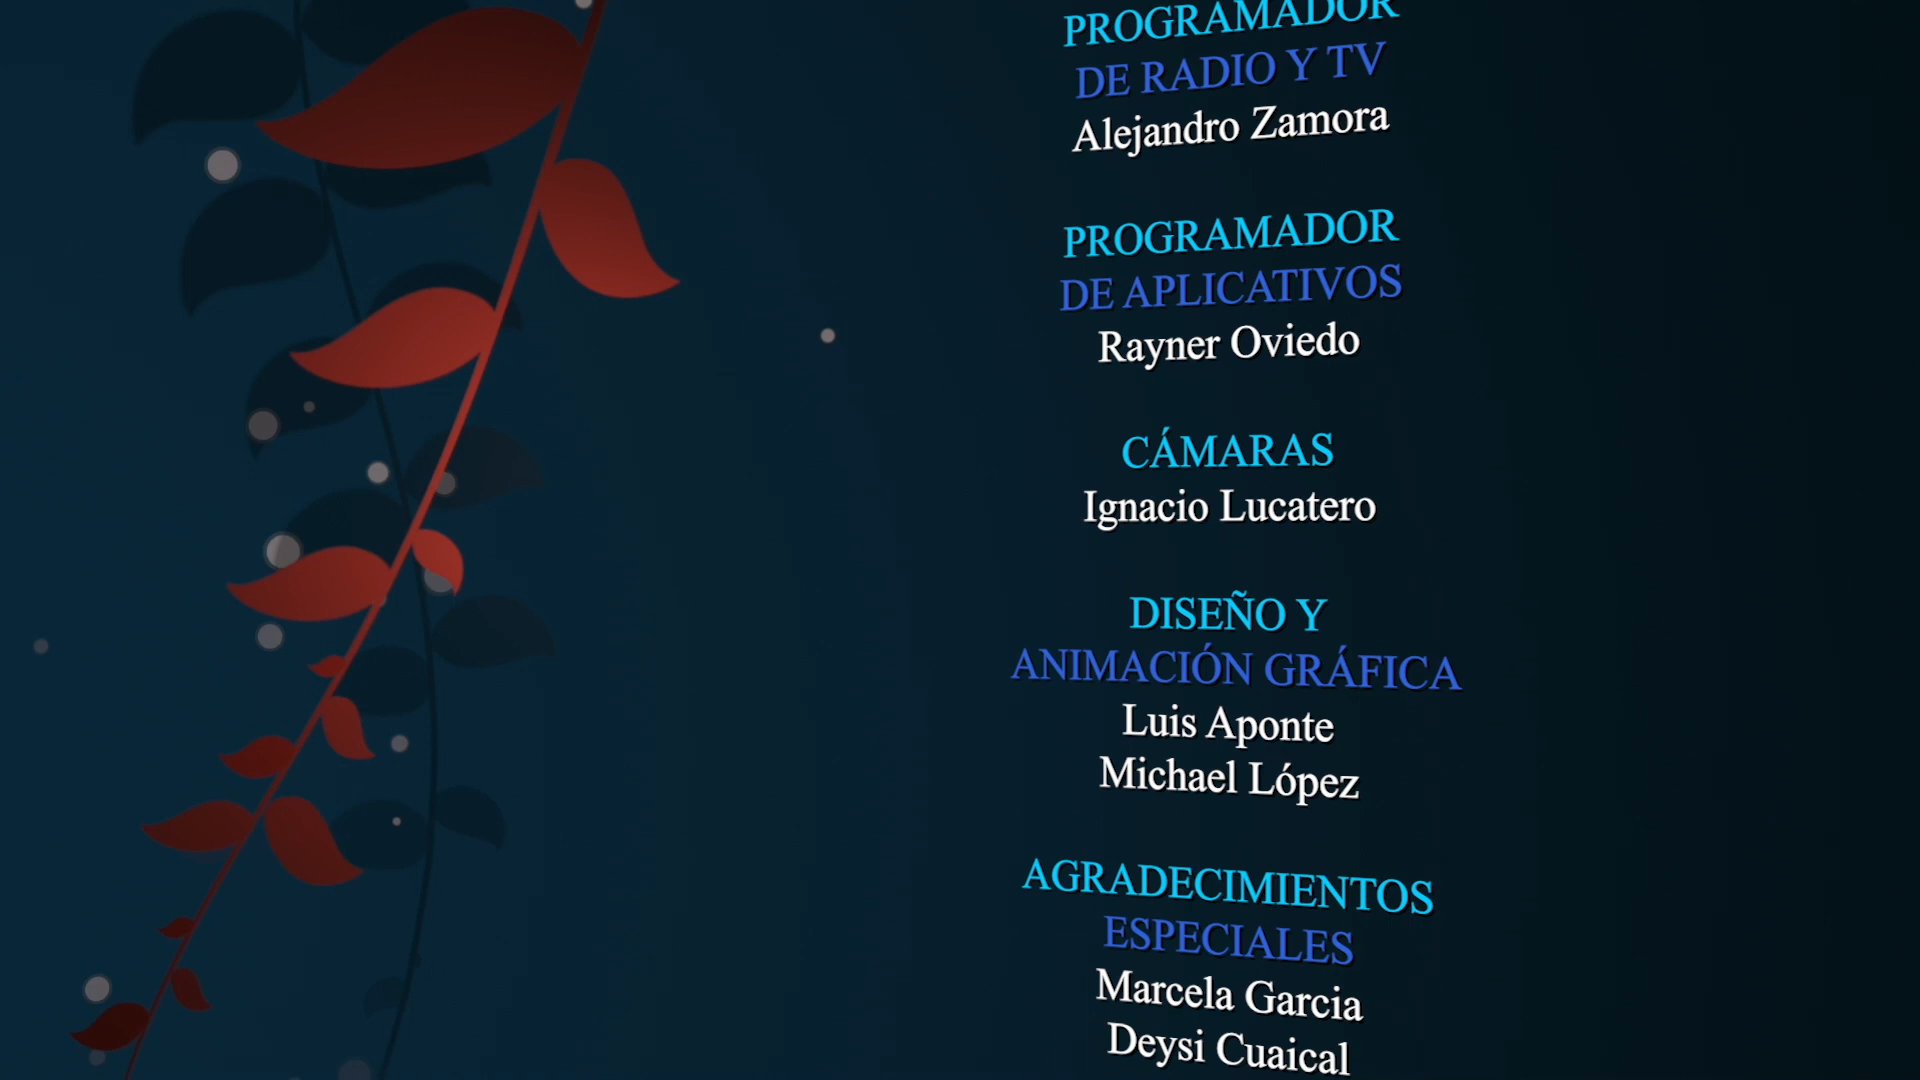 PROGRAMADOR
DE RADIO Y TV
Alejandro Zamora
PROGRAMADOR
DE APLICATIVOS
Rayner Oviedo
CÁMARAS
Ignacio Lucatero
DISEÑO Y
ANIMACIÓN GRÁFICA
Luis Aponte
Michael López
AGRADECIMIENTOS
ESPECIALES
Marcela Garcia
Deysi Cuaical